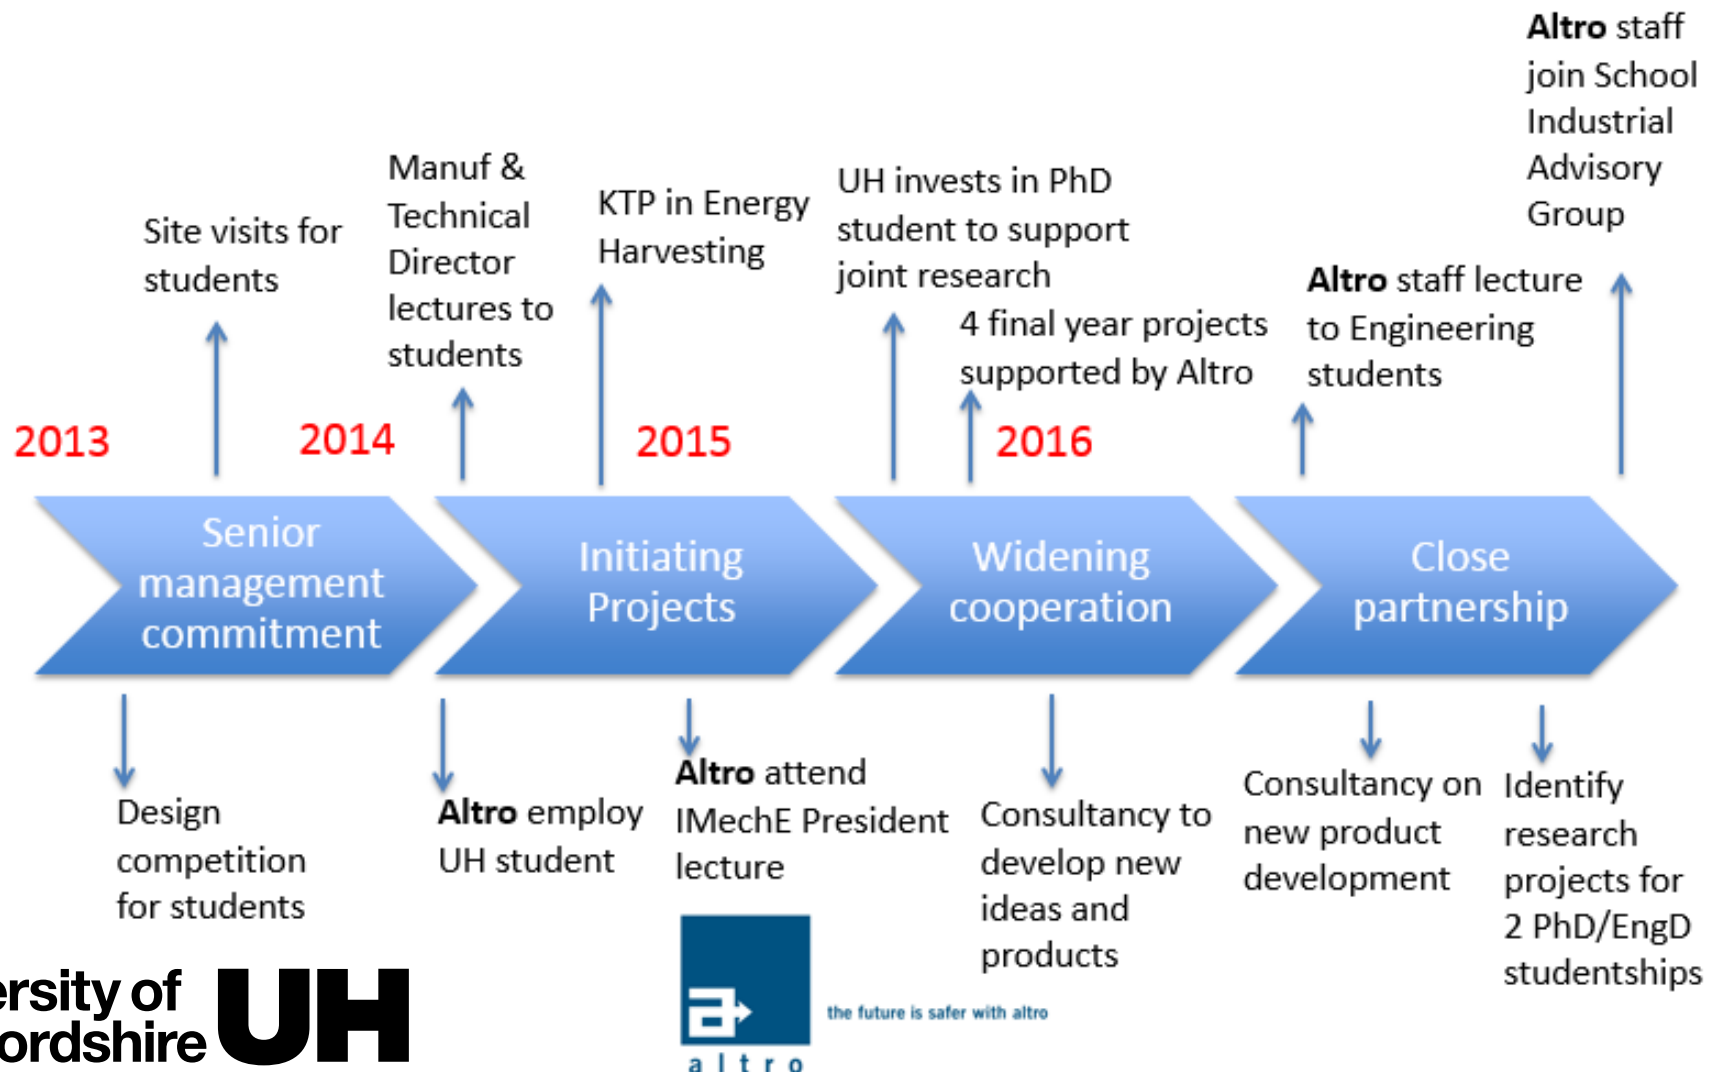 Altro staff
join School
Industrial
Advisory
Group
Manuf &
Technical
Director
lectures to
students
UH invests in PhD
student to support
joint research
KTP in Energy
Harvesting
Site visits for
students
Altro staff lecture
to Engineering
students
4 final year projects
supported by Altro
2013
2014
2015
2016
Senior
management
commitment
Initiating
Projects
Widening
cooperation
Close
partnership
Design
competition
for students
Altro employ
UH student
Altro attend
IMechE President
lecture
Consultancy to
develop new
ideas and
products
Consultancy on
new product
development
Identify
research
projects for
2 PhD/EngD
studentships
ersity of
ordshire
UH
a
altro
the future is safer with altro